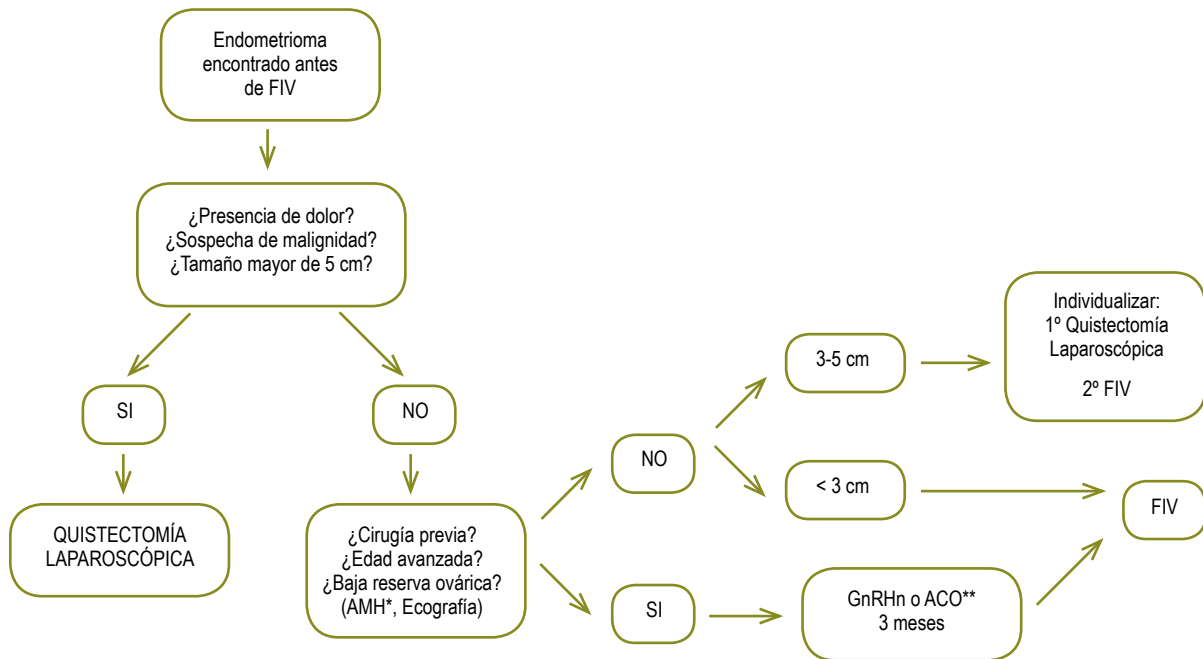 Endometrioma
encontrado antes
de FIV
¿Presencia de dolor?
¿Sospecha de malignidad?
¿Tamaño mayor de 5 cm?
SI
NO
QUISTECTOMÍA
LAPAROSCÓPICA
¿Cirugía previa?
¿Edad avanzada?
¿Baja reserva ovárica?
(AMH*, Ecografía)
NO
SI
3-5 cm
< 3 cm
GnRHn o ACO**
3 meses
Individualizar:
1º Quistectomía
Laparoscópica
2º FIV
FIV